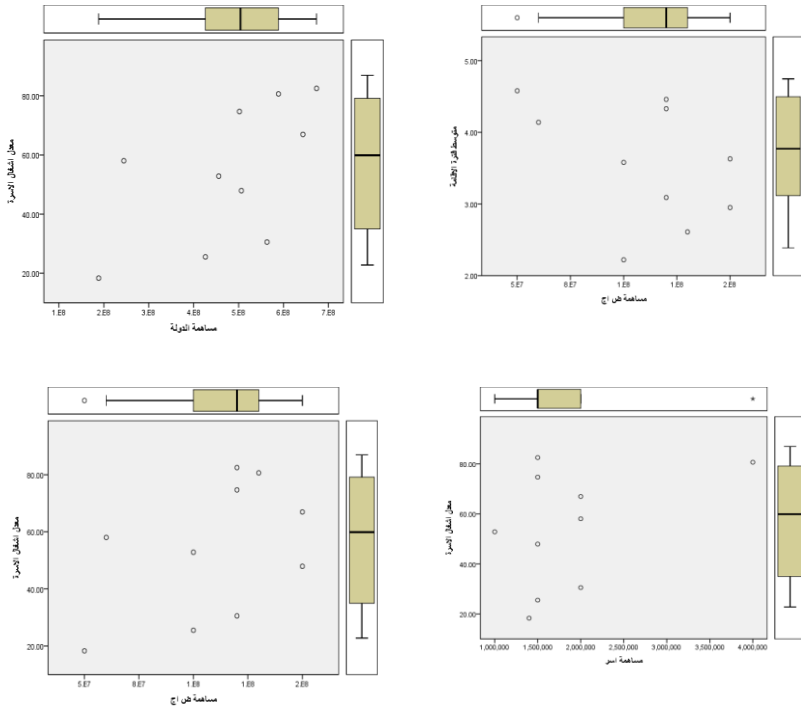 80.00
60.00
40.00
20.00
معدل اشغال الاسرة
1.E8
2.E8
3.E8
4.E8
5.E8
6.E8
7.E8
مساهمة الدولة
5.00
4.00
3.00
2.00
متوسط فترة الاقامة
5.E7
8.E7
1.E8
1.E8
2.E8
مساهمة ض اج
80.00
60.00
40.00
20.00
معدل اشغال الاسرة
5.E7
8.E7
1.E8
1.E8
2.E8
مساهمة ض اج
80.00
60.00
40.00
20.00
معدل اشغال الاسرة
1,000,000
1,500,000
2,000,000
2,500,000
3,000,000
3,500,000
4,000,000
مساهمة اسر